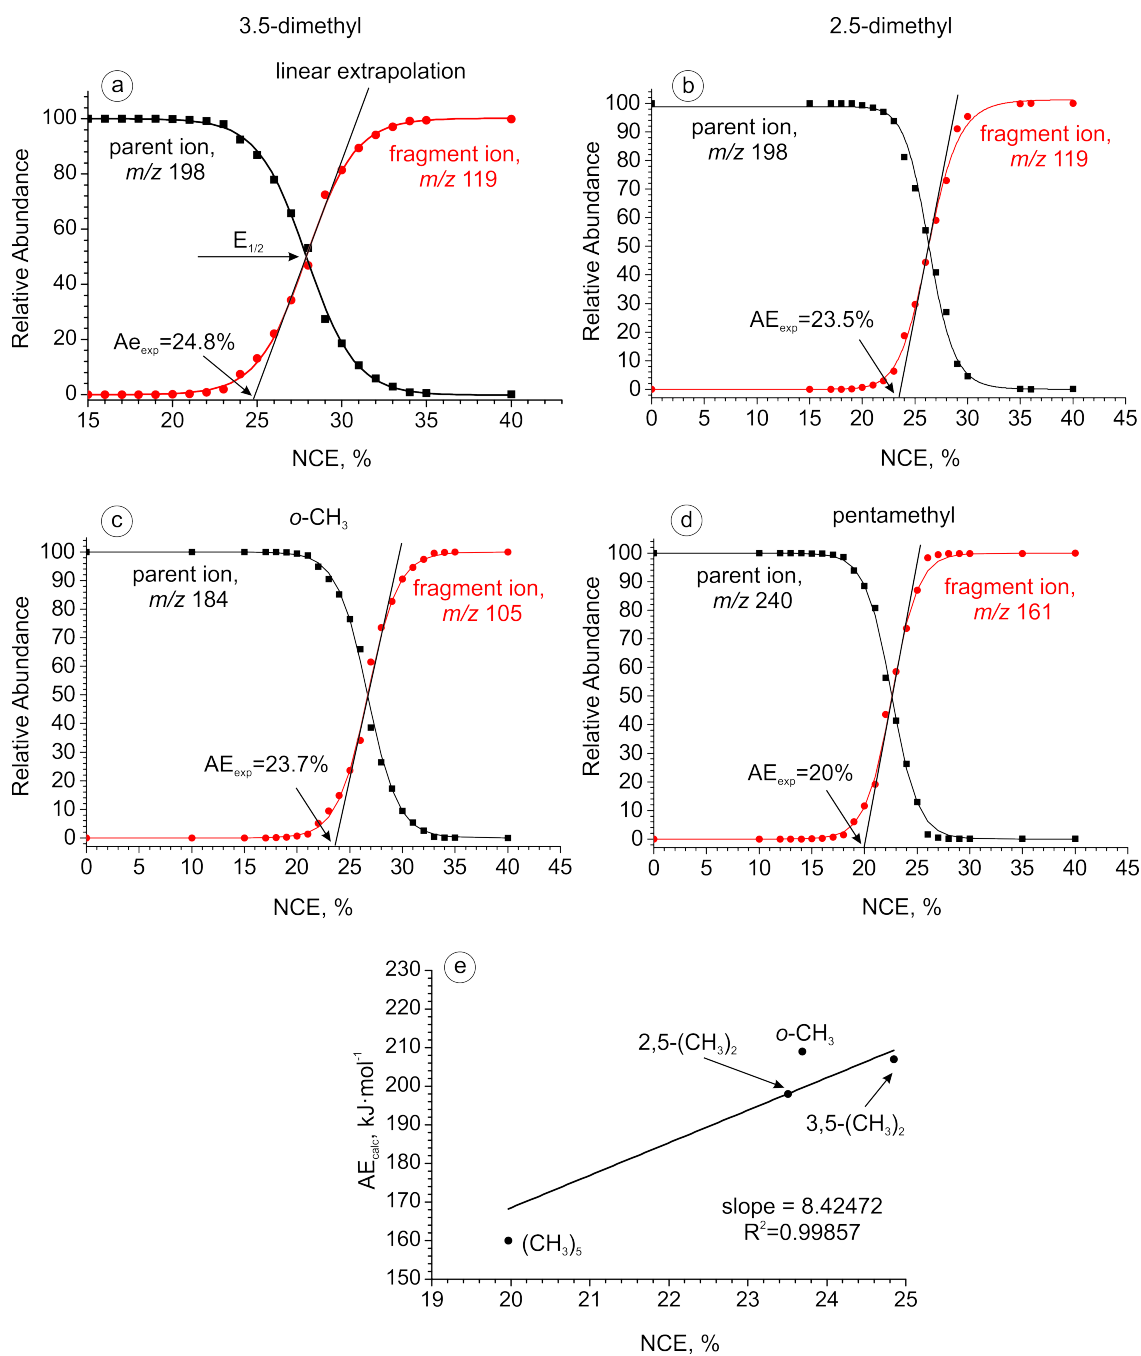 3.5-dimethyl
2.5-dimethyl
a
linear extrapolation
100
80
60
40
20
0
Relative Abundance
parent ion,
m/z 198
fragment ion,
m/z 119
E1/2
Aeexp=24.8%
15 20 25 30 35 40
NCE, %
b
100
90
80
70
60
50
40
30
20
10
0
Relative Abundance
parent ion,
m/z 198
fragment ion,
m/z 119
AEexp=23.5%
0 5 10 15 20 25 30 35 40 45
NCE, %
c
o-CH3
100
90
80
70
60
50
40
30
20
10
0
Relative Abundance
parent ion,
m/z 184
fragment ion,
m/z 105
AEexp=23.7%
0 5 10 15 20 25 30 35 40 45
NCE, %
d
pentamethyl
100
90
80
70
60
50
40
30
20
10
0
Relative Abundance
parent ion,
m/z 240
fragment ion,
m/z 161
AEexp=20%
0 5 10 15 20 25 30 35 40 45
NCE, %
e
230
220
210
200
190
180
170
160
150
AEcalc, kJ·mol-1
2,5-(CH3)2
o-CH3
3,5-(CH3)2
(CH3)5
slope = 8.42472
R2=0.99857
19 20 21 22 23 24 25
NCE, %